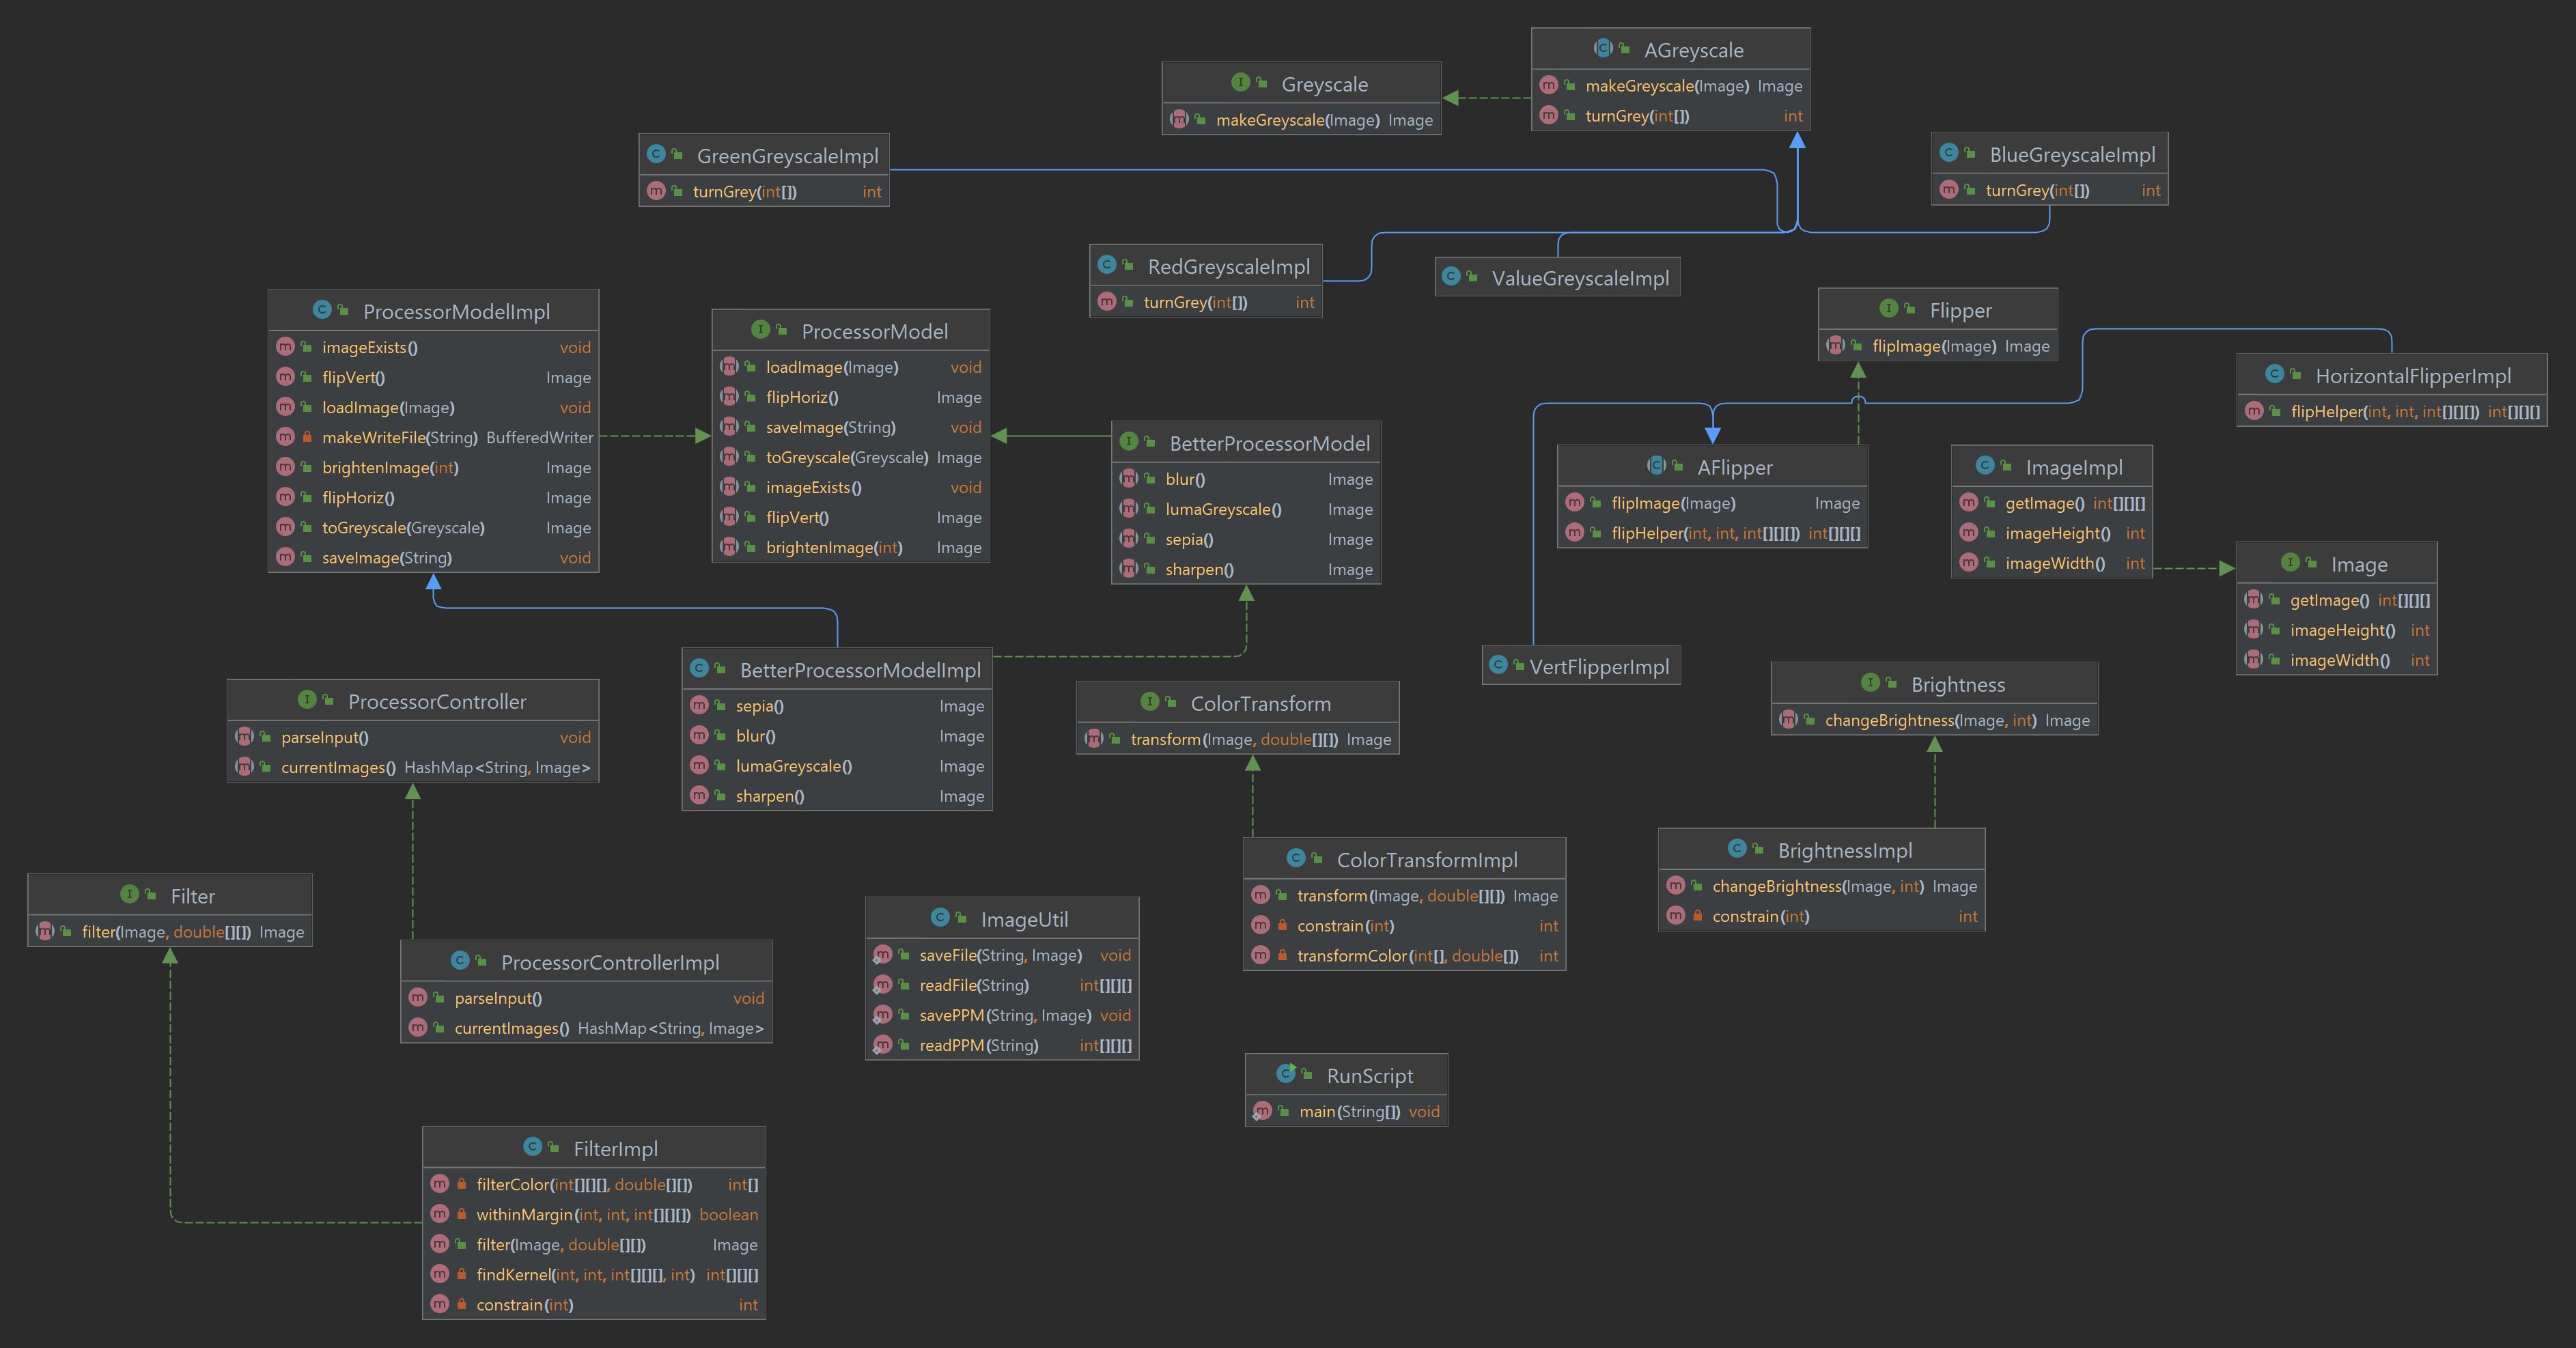 AGreyscale
makeGreyscale(Image) Image
turnGrey(int[]) int
Greyscale
makeGreyscale(Image) Image
GreenGreyscaleImpl
turnGrey(int[]) int
BlueGreyscaleImpl
turnGrey(int[]) int
RedGreyscaleImpl
turnGrey(int[]) int
ValueGreyscaleImpl
ProcessorModelImpl
imageExists() void
flipVert() Image
loadImage(Image) void
makeWriteFile(String) BufferedWriter
brightenImage(int) Image
flipHoriz() Image
toGreyscale(Greyscale) Image
saveImage(String) void
ProcessorModel
loadImage(Image) void
flipHoriz() Image
saveImage(String) void
toGreyscale(Greyscale) Image
imageExists() void
flipVert() Image
brightenImage(int) Image
BetterProcessorModel
blur() Image
lumaGreyscale() Image
sepia() Image
sharpen() Image
Flipper
flipImage(Image) Image
HorizontalFlipperImpl
flipHelper(int, int, int[][][]) int[][][]
AFlipper
flipImage(Image) Image
flipHelper(int, int, int[][][]) int[][][]
ImageImpl
getImage() int[][][]
imageHeight() int
imageWidth() int
Image
getImage() int[][][]
imageHeight() int
imageWidth() int
VertFlipperImpl
BetterProcessorModelImpl
sepia() Image
blur() Image
lumaGreyscale() Image
sharpen() Image
ProcessorController
parseInput() void
currentImages() HashMap<String, Image>
ColorTransform
transform(Image, double[][]) Image
Brightness
changeBrightness(Image, int) Image
ColorTransformImpl
transform(Image, double[][]) Image
constrain(int) int
transformColor(int[], double[]) int
BrightnessImpl
changeBrightness(Image, int) Image
constrain(int) int
Filter
filter(Image, double[][]) Image
ImageUtil
saveFile(String, Image) void
readFile(String) int[][][]
savePPM(String, Image) void
readPPM(String) int[][][]
ProcessorControllerImpl
parseInput() void
currentImages() HashMap<String, Image>
RunScript
main(String[]) void
FilterImpl
filterColor(int[][][], double[][]) int[]
withinMargin(int, int, int[][][]) boolean
filter(Image, double[][]) Image
findKernel(int, int, int[][][], int) int[][][]
constrain(int) int